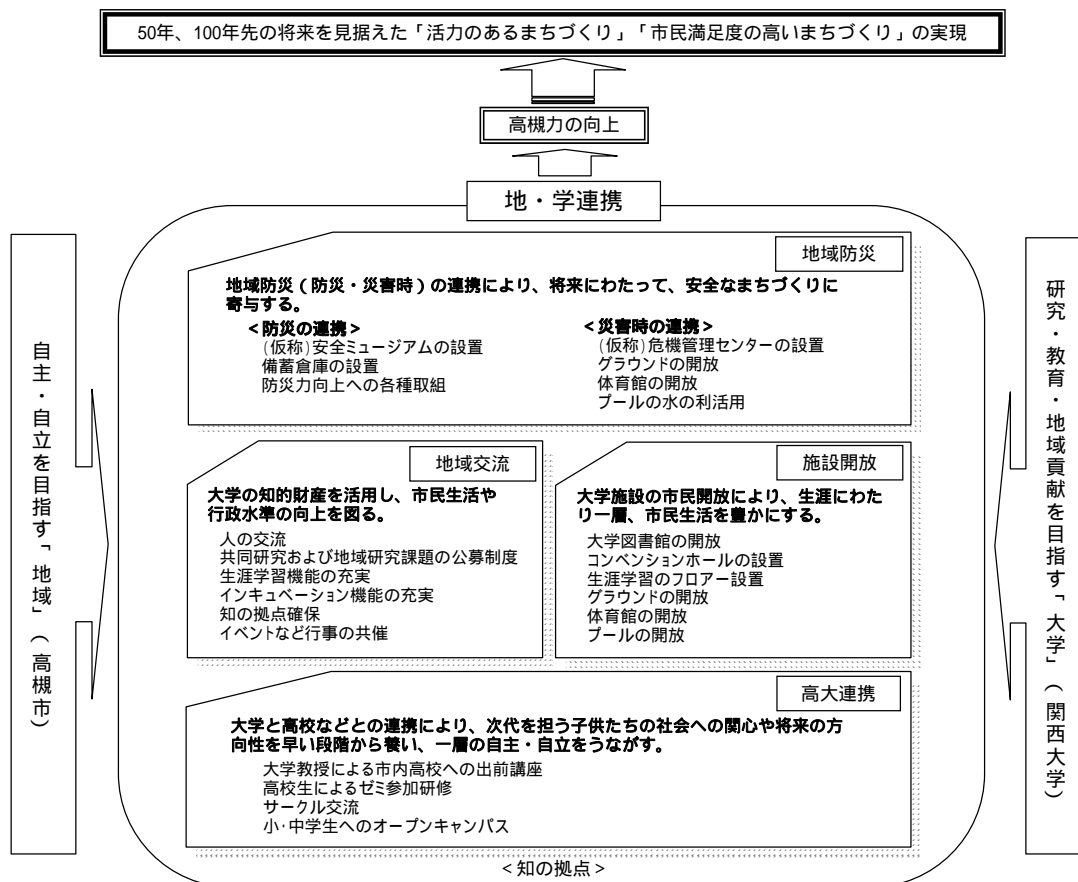 50年、100年先の将来を見据えた「活力のあるまちづくり」「市民満足度の高いまちづくり」の実現
高槻力の向上
地・学連携
自主・自立を目指す「地域」(高槻市)
地域防災
地域防災(防災・災害時)の連携により、将来にわたって、安全なまちづくりに
寄与する。
<防災の連携>
(仮称)安全ミュージアムの設置
備蓄倉庫の設置
防災力向上への各種取組
<災害時の連携>
(仮称)危機管理センターの設置
グラウンドの開放
体育館の開放
プールの水の利活用
地域交流
大学の知的財産を活用し、市民生活や
行政水準の向上を図る。
人の交流
共同研究および地域研究課題の公募制度
生涯学習機能の充実
インキュベーション機能の充実
知の拠点確保
イベントなど行事の共催
施設開放
大学施設の市民開放により、生涯にわた
り一層、市民生活を豊かにする。
大学図書館の開放
コンベンションホールの設置
生涯学習のフロアー設置
グラウンドの開放
体育館の開放
プールの開放
高大連携
大学と高校などとの連携により、次代を担う子供たちの社会への関心や将来の方
向性を早い段階から養い、一層の自主・自立をうながす。
大学教授による市内高校への出前講座
高校生によるゼミ参加研修
サークル交流
小・中学生へのオープンキャンパス
<知の拠点>
研究・教育・地域貢献を目指す「大学」(関西大学)